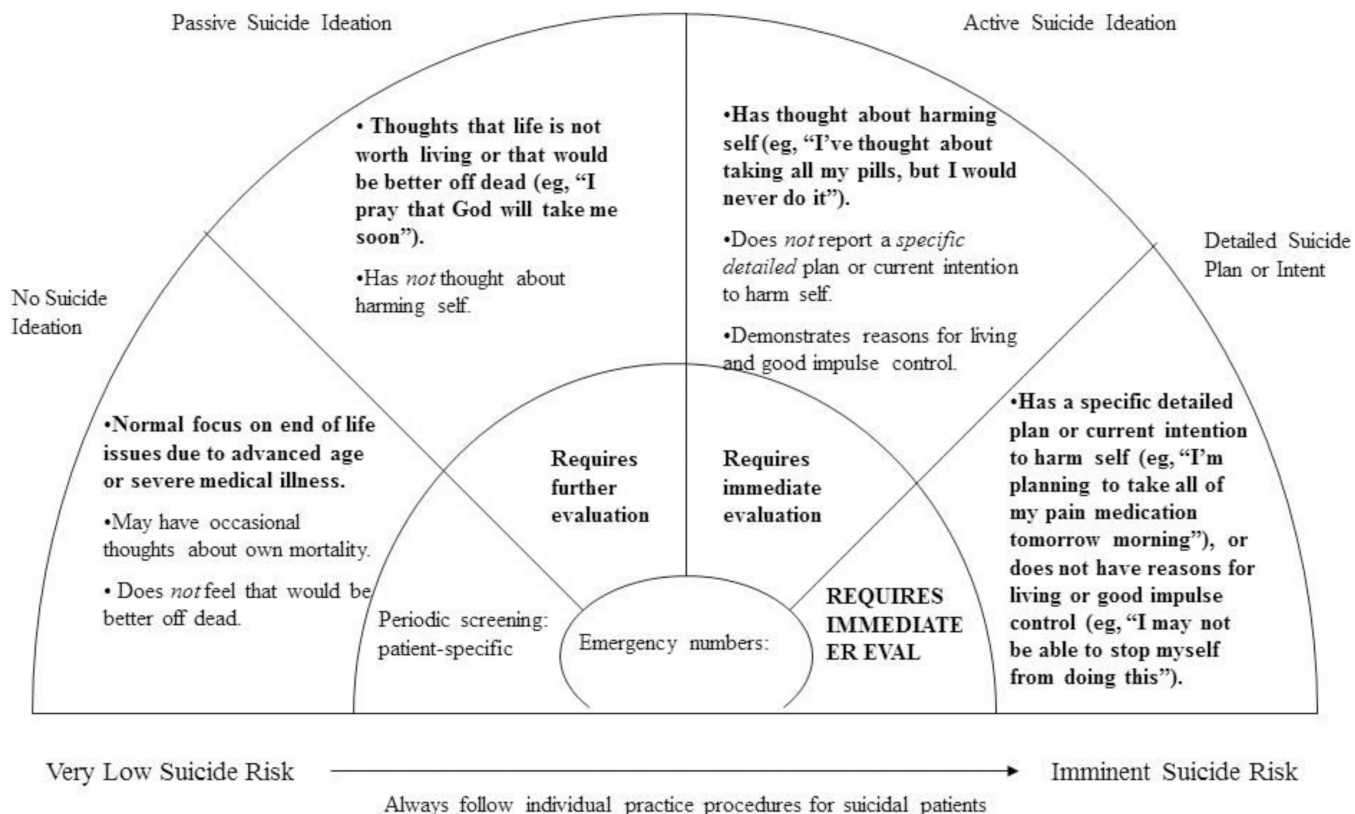 Passive Suicide Ideation
Active Suicide Ideation
• Thoughts that life is not
worth living or that would
be better off dead (eg, “I
pray that God will take me
soon”).
•Has not thought about
harming self.
•Has thought about harming
self (eg, “I’ve thought about
taking all my pills, but I would
never do it”).
•Does not report a specific
detailed plan or current intention
to harm self.
•Demonstrates reasons for living
and good impulse control.
No Suicide
Ideation
Detailed Suicide
Plan or Intent
•Normal focus on end of life
issues due to advanced age
or severe medical illness.
•May have occasional
thoughts about own mortality.
• Does not feel that would be
better off dead.
Requires
further
evaluation
Requires
immediate
evaluation
•Has a specific detailed
plan or current intention
to harm self (eg, “I’m
planning to take all of
my pain medication
tomorrow morning”), or
does not have reasons for
living or good impulse
control (eg, “I may not
be able to stop myself
from doing this”).
Periodic screening:
patient-specific
Emergency numbers:
REQUIRES
IMMEDIATE
ER EVAL
Very Low Suicide Risk
Imminent Suicide Risk
Always follow individual practice procedures for suicidal patients